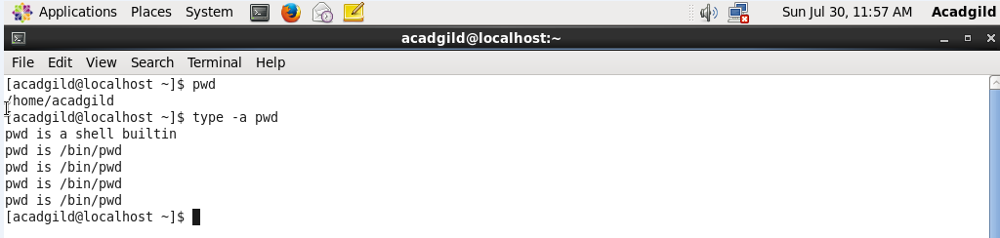 Applications Places System Sun Jul 30, 11:57 AM Acadgild
acadgild@localhost:~
File Edit View Search Terminal Help
[acadgild@localhost ~]$ pwd
/home/acadgild
[acadgild@localhost ~]$ type -a pwd
pwd is a shell builtin
pwd is /bin/pwd
pwd is /bin/pwd
pwd is /bin/pwd
pwd is /bin/pwd
[acadgild@localhost ~]$